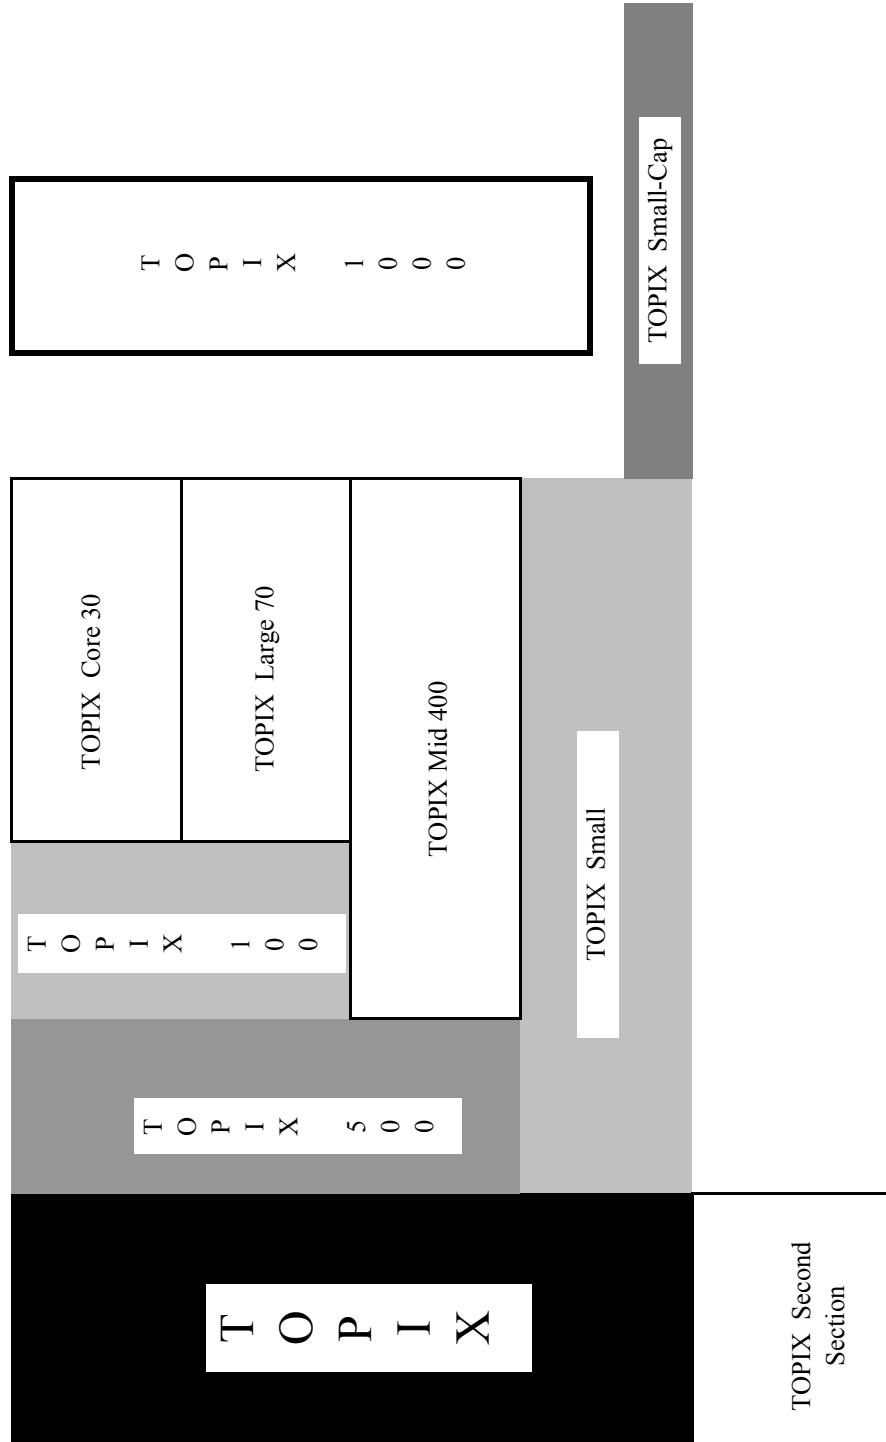 TOPIX
TOPIX 500
TOPIX 100
TOPIX Core 30
TOPIX Large 70
TOPIX Mid 400
TOPIX Small
TOPIX 1000
TOPIX Small-Cap
TOPIX Second
Section